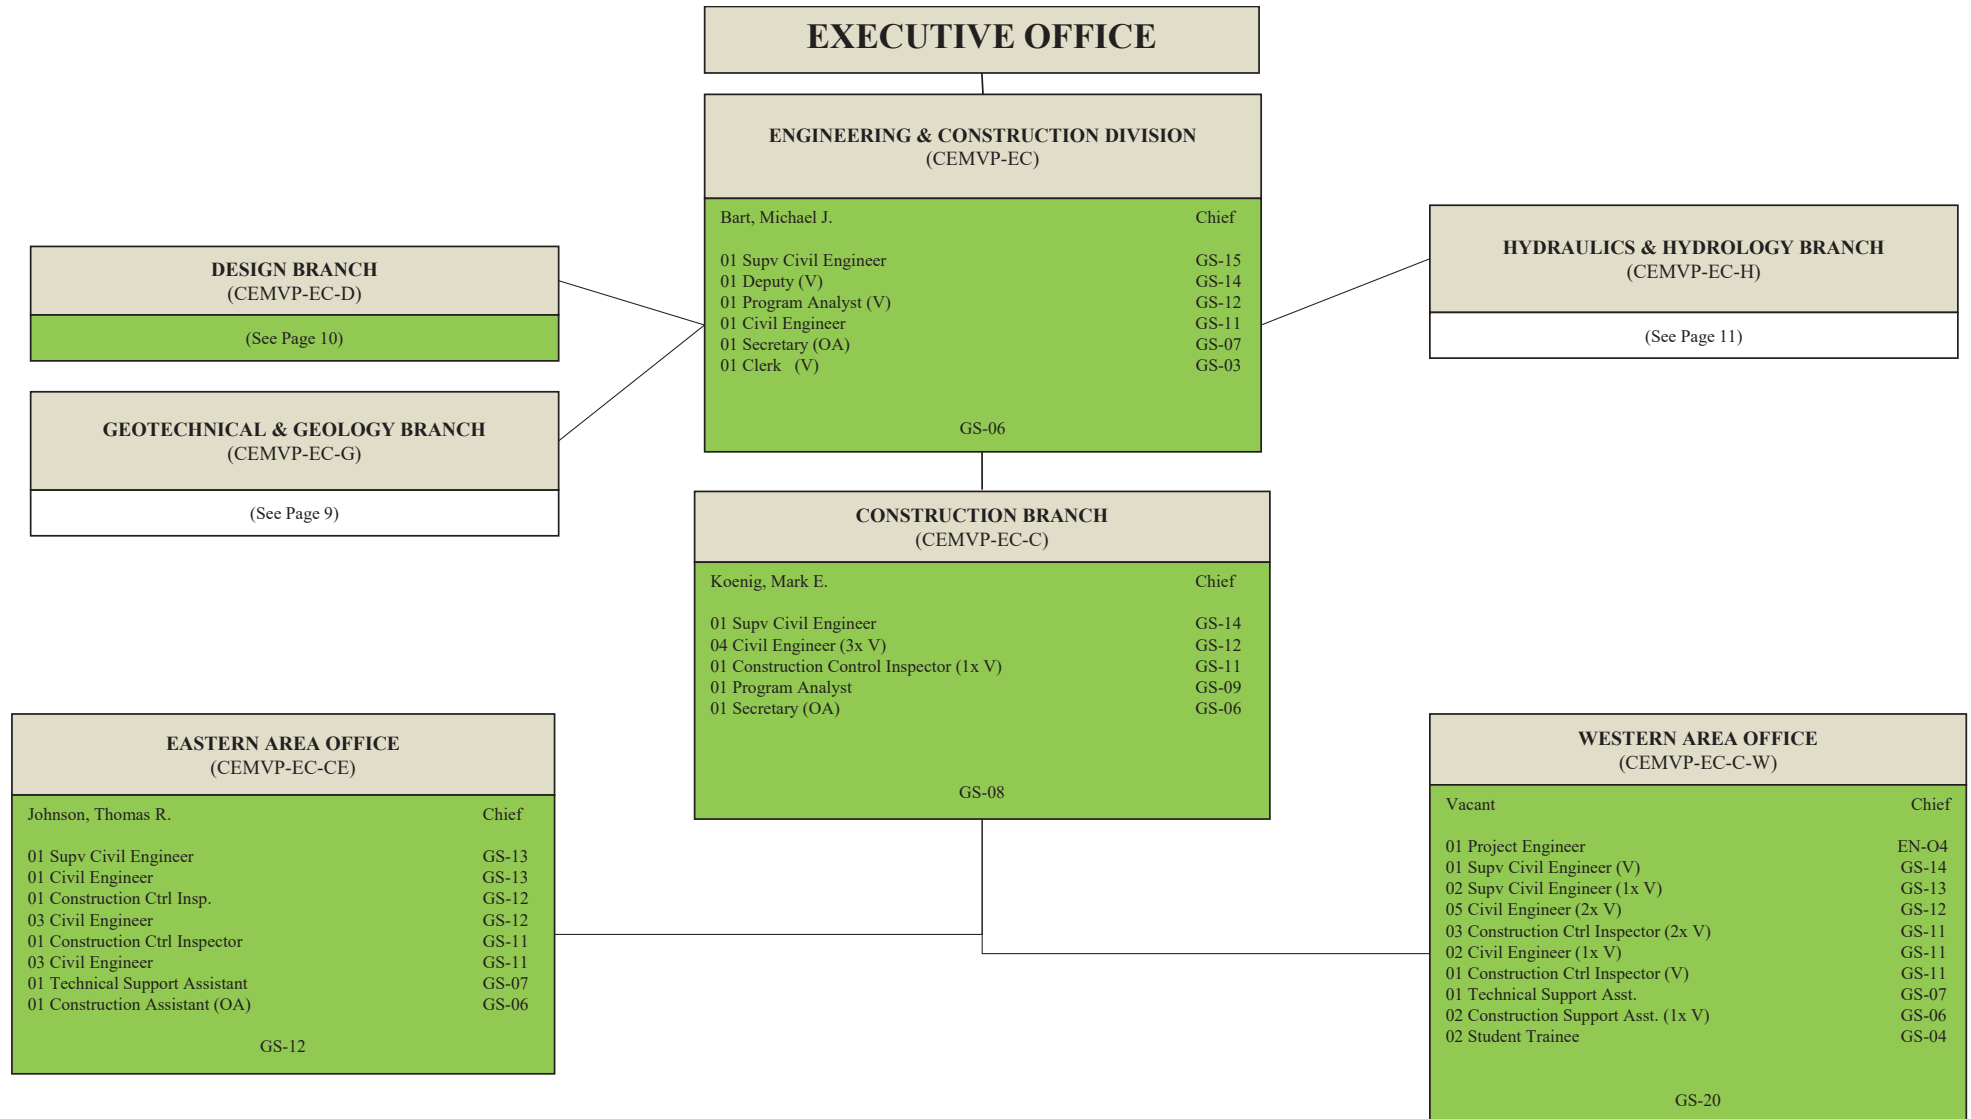 EXECUTIVE OFFICE
ENGINEERING & CONSTRUCTION DIVISION
(CEMVP-EC)
Bart, Michael J. Chief
01 Supv Civil Engineer GS-15
01 Deputy (V) GS-14
01 Program Analyst (V) GS-12
01 Civil Engineer GS-11
01 Secretary (OA) GS-07
01 Clerk (V) GS-03
GS-06
DESIGN BRANCH
(CEMVP-EC-D)
(See Page 10)
GEOTECHNICAL & GEOLOGY BRANCH
(CEMVP-EC-G)
(See Page 9)
HYDRAULICS & HYDROLOGY BRANCH
(CEMVP-EC-H)
(See Page 11)
CONSTRUCTION BRANCH
(CEMVP-EC-C)
Koenig, Mark E. Chief
01 Supv Civil Engineer GS-14
04 Civil Engineer (3x V) GS-12
01 Construction Control Inspector (1x V) GS-11
01 Program Analyst GS-09
01 Secretary (OA) GS-06
GS-08
EASTERN AREA OFFICE
(CEMVP-EC-CE)
Johnson, Thomas R. Chief
01 Supv Civil Engineer GS-13
01 Civil Engineer GS-13
01 Construction Ctrl Insp. GS-12
03 Civil Engineer GS-12
01 Construction Ctrl Inspector GS-11
03 Civil Engineer GS-11
01 Technical Support Assistant GS-07
01 Construction Assistant (OA) GS-06
GS-12
WESTERN AREA OFFICE
(CEMVP-EC-C-W)
Vacant Chief
01 Project Engineer EN-O4
01 Supv Civil Engineer (V) GS-14
02 Supv Civil Engineer (1x V) GS-13
05 Civil Engineer (2x V) GS-12
03 Construction Ctrl Inspector (2x V) GS-11
02 Civil Engineer (1x V) GS-11
01 Construction Ctrl Inspector (V) GS-11
01 Technical Support Asst. GS-07
02 Construction Support Asst. (1x V) GS-06
02 Student Trainee GS-04
GS-20